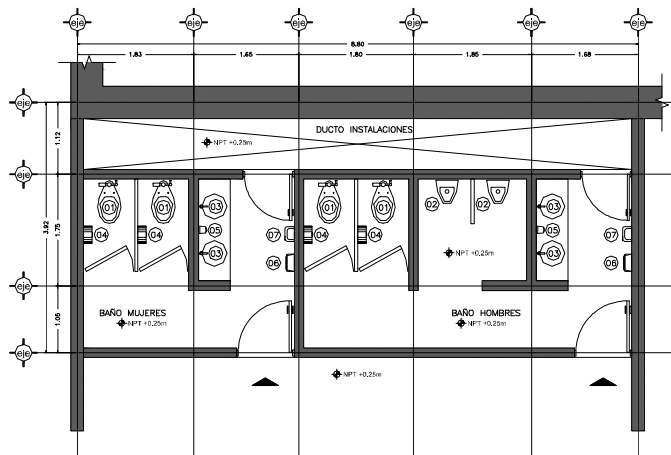 eje eje eje eje eje eje
8.80
1.83 1.65 1.80 1.85 1.68
eje
DUCTO INSTALACIONES
1.12
NPT +0.25m
eje
01 01 03 01 01 02 02 03
04 04 05 07 04 04 05 07
3.92
1.75
03 06 NPT +0.25m 03 06
eje
BAÑO MUJERES BAÑO HOMBRES
1.05
NPT +0.25m NPT +0.25m
eje
NPT +0.25m